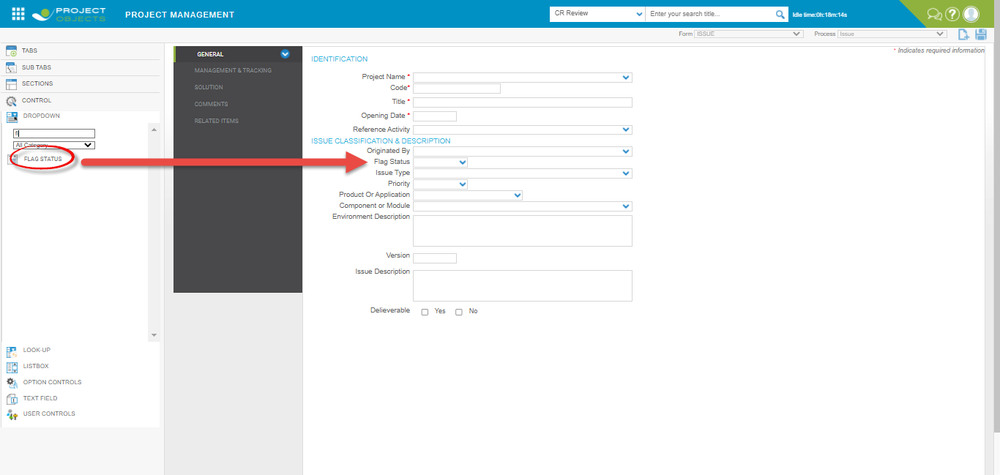 PROJECT
OBJECTS
PROJECT MANAGEMENT
CR Review
Enter your search title...
Idle time:0h:18m:14s
?
Form ISSUE
Process Issue
* Indicates required information
TABS
SUB TABS
SECTIONS
CONTROL
DROPDOWN
fl
All Category
FLAG STATUS
LOOK-UP
LISTBOX
OPTION CONTROLS
TEXT FIELD
USER CONTROLS
GENERAL
MANAGEMENT & TRACKING
SOLUTION
COMMENTS
RELATED ITEMS
IDENTIFICATION
Project Name *
Code*
Title *
Opening Date *
Reference Activity
ISSUE CLASSIFICATION & DESCRIPTION
Originated By
Flag Status
Issue Type
Priority
Product Or Application
Component or Module
Environment Description
Version
Issue Description
Delieverable Yes No